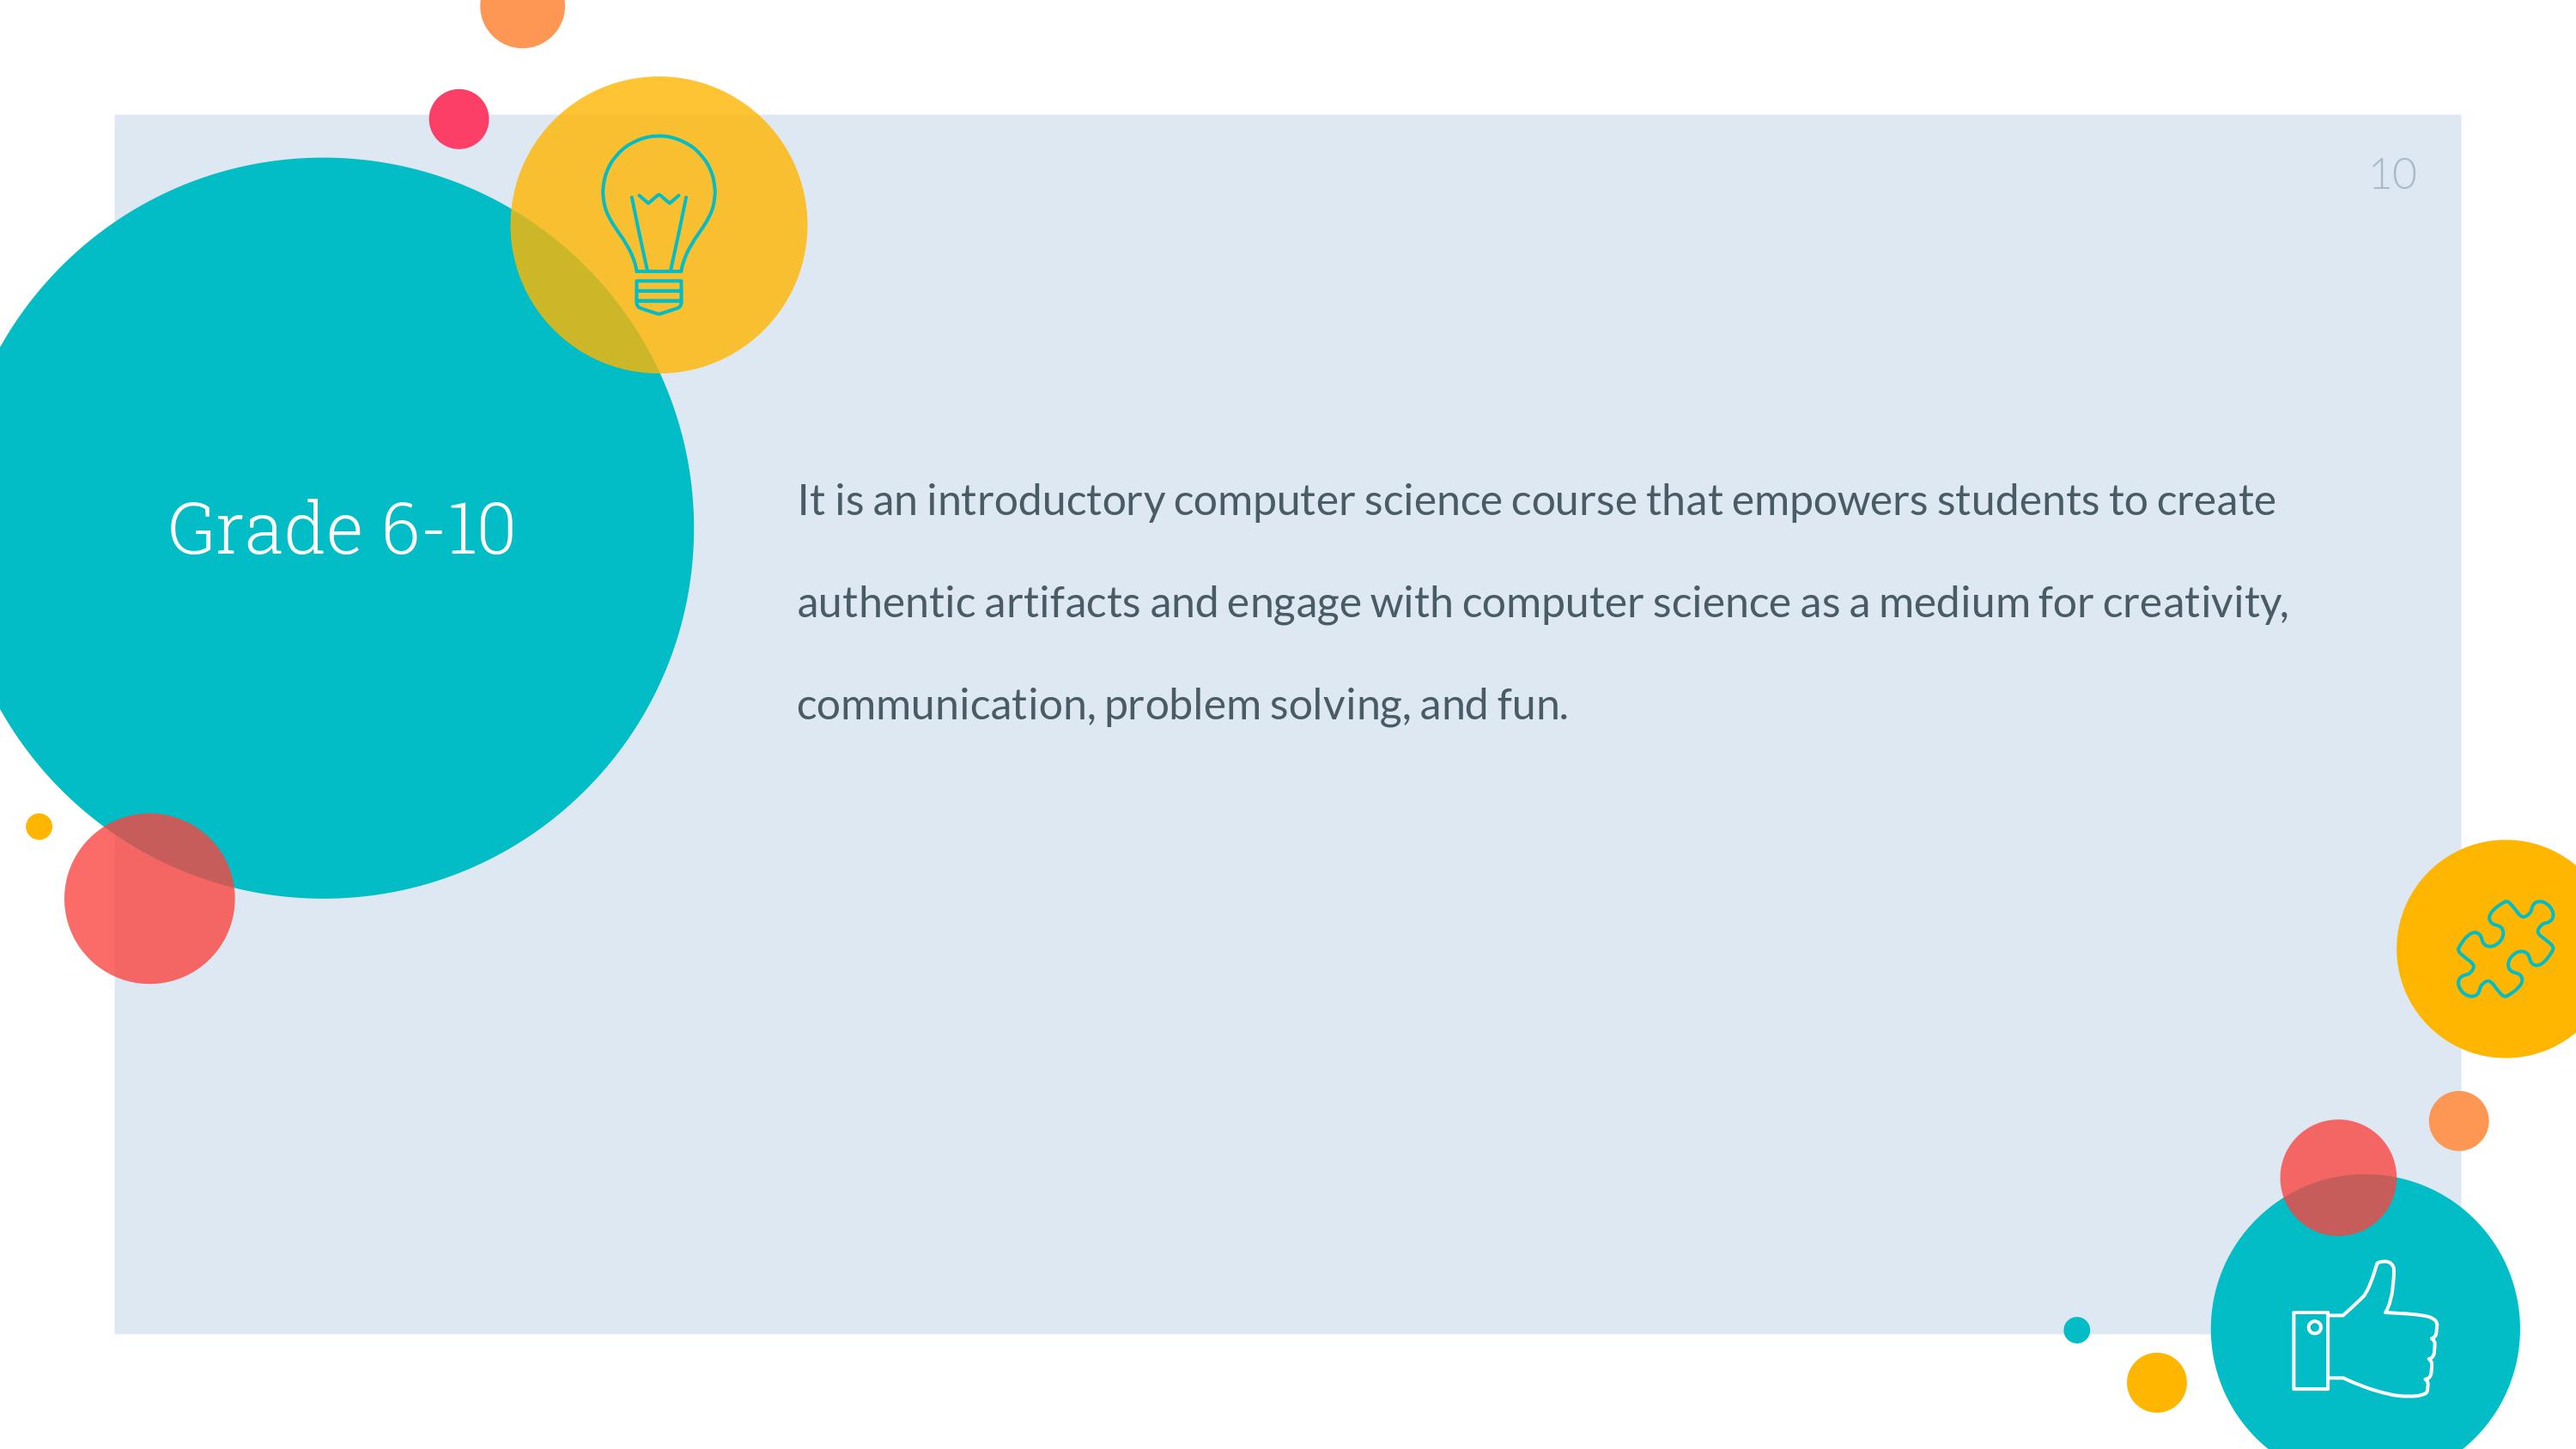 10
Grade 6-10
It is an introductory computer science course that empowers students to create
authentic artifacts and engage with computer science as a medium for creativity,
communication, problem solving, and fun.